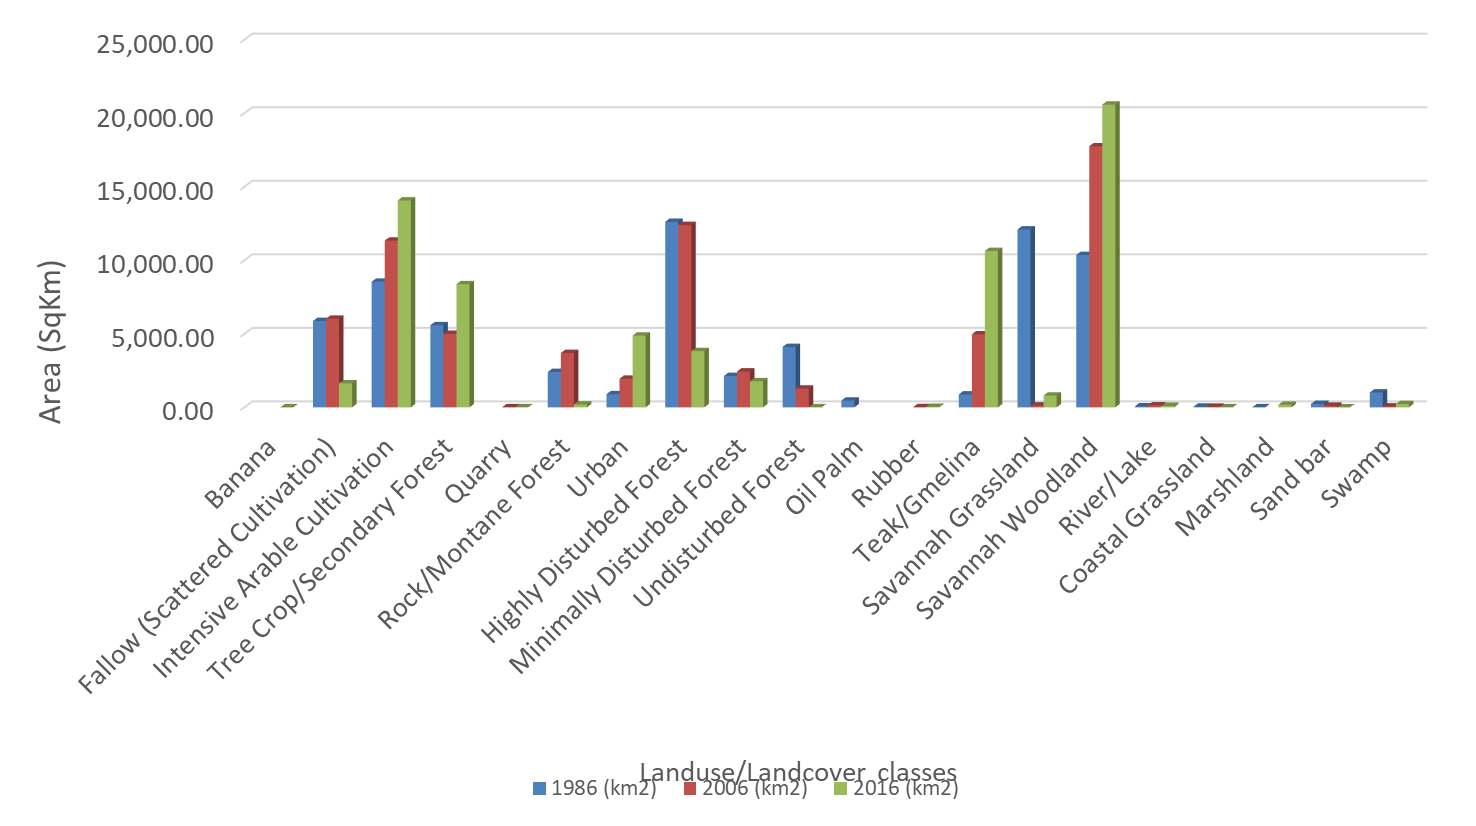 25,000.00
20,000.00
15,000.00
10,000.00
5,000.00
0.00
Area (SqKm)
Banana
Fallow (Scattered Cultivation)
Intensive Arable Cultivation
Tree Crop/Secondary Forest
Quarry
Rock/Montane Forest
Urban
Highly Disturbed Forest
Minimally Disturbed Forest
Undisturbed Forest
Oil Palm
Rubber
Teak/Gmelina
Savannah Grassland
Savannah Woodland
River/Lake
Coastal Grassland
Marshland
Sand bar
Swamp
Landuse/Landcover classes
1986 (km2) 2006 (km2) 2016 (km2)